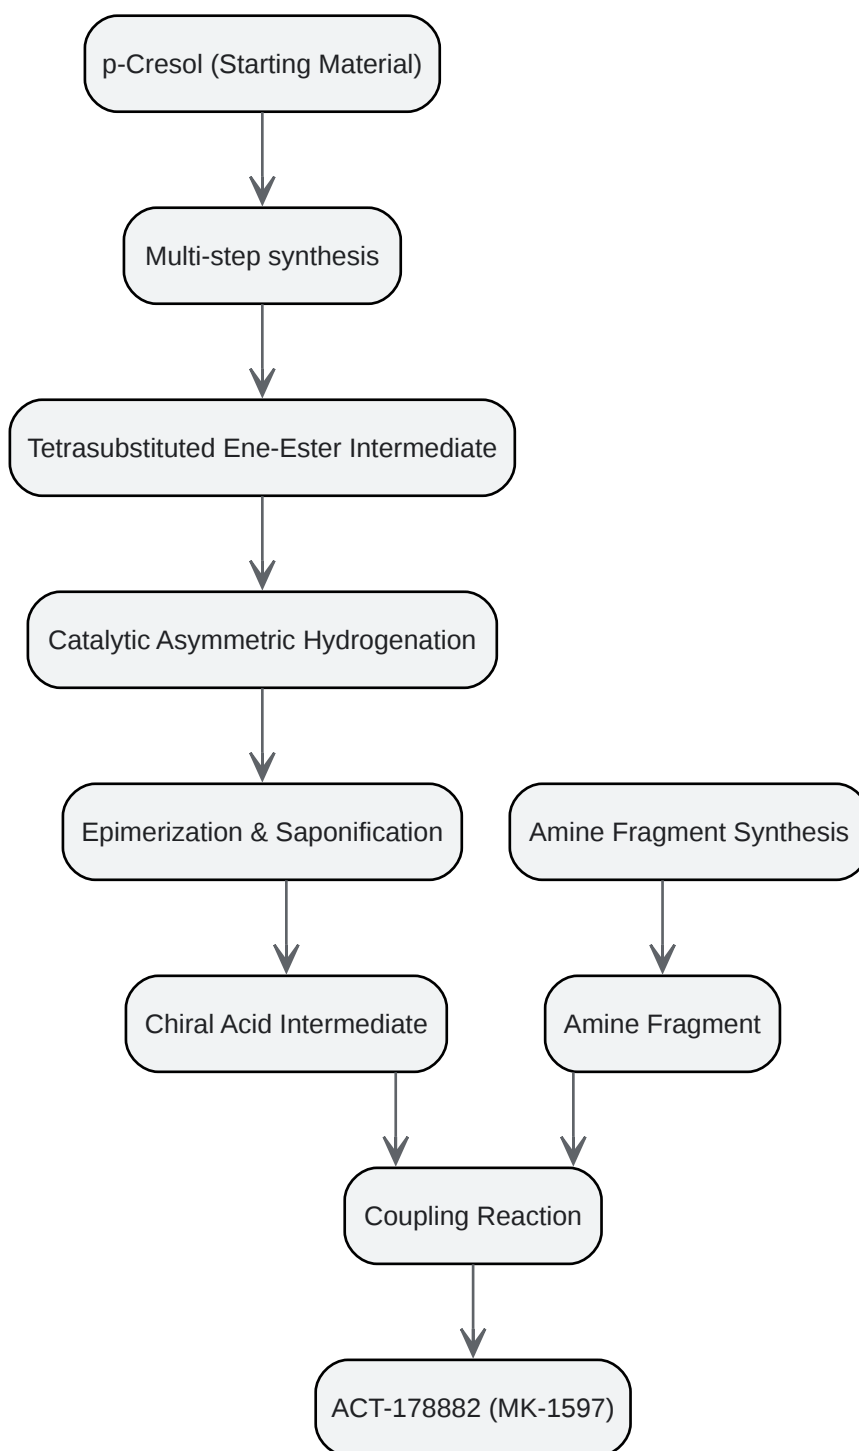 p-Cresol (Starting Material)
Multi-step synthesis
Tetrasubstituted Ene-Ester Intermediate
Catalytic Asymmetric Hydrogenation
Epimerization & Saponification
Amine Fragment Synthesis
Chiral Acid Intermediate
Amine Fragment
Coupling Reaction
ACT-178882 (MK-1597)